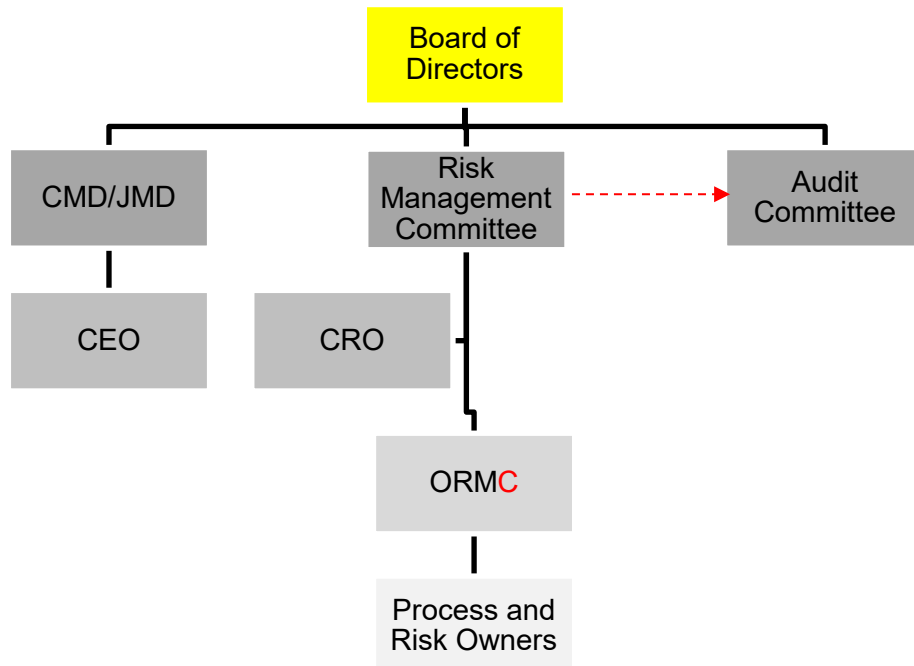 Board of
Directors
CMD/JMD
Risk
Management
Committee
Audit
Committee
CEO
CRO
ORMC
Process and
Risk Owners